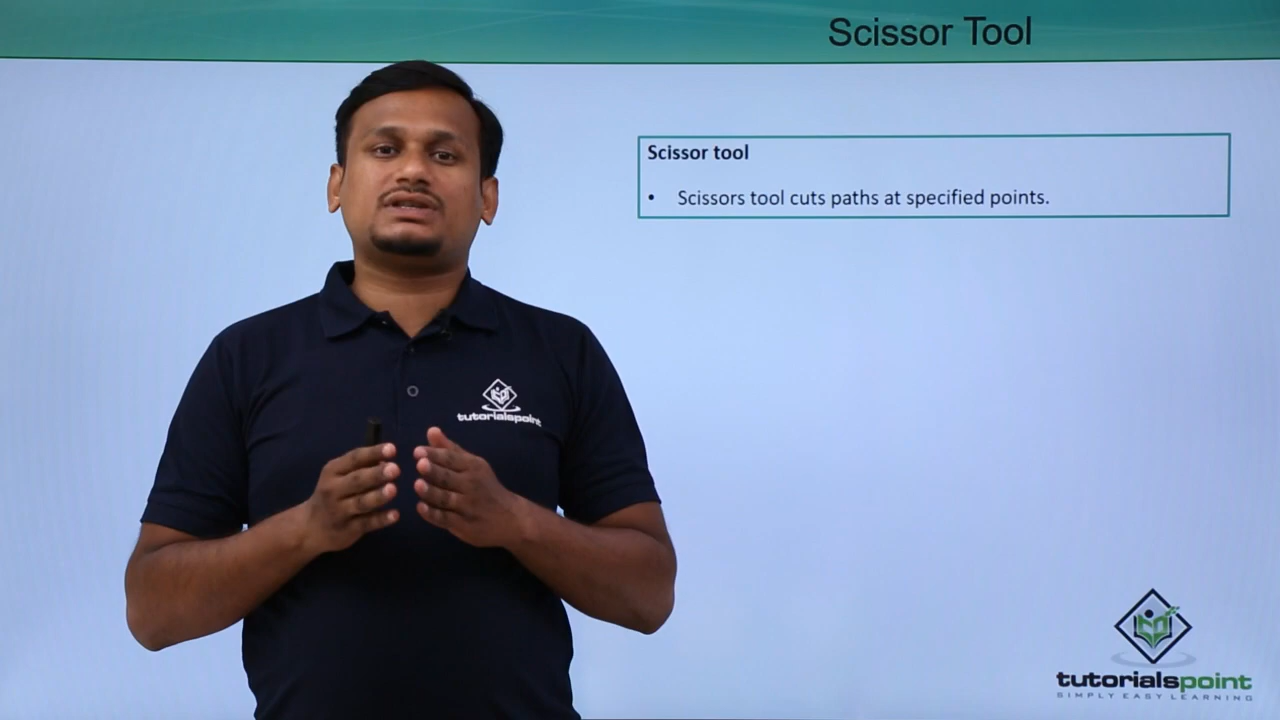 Scissor Tool
Scissor tool
• Scissors tool cuts paths at specified points.
tutorialspoint
tutorialspoint
SIMPLY EASY LEARNING